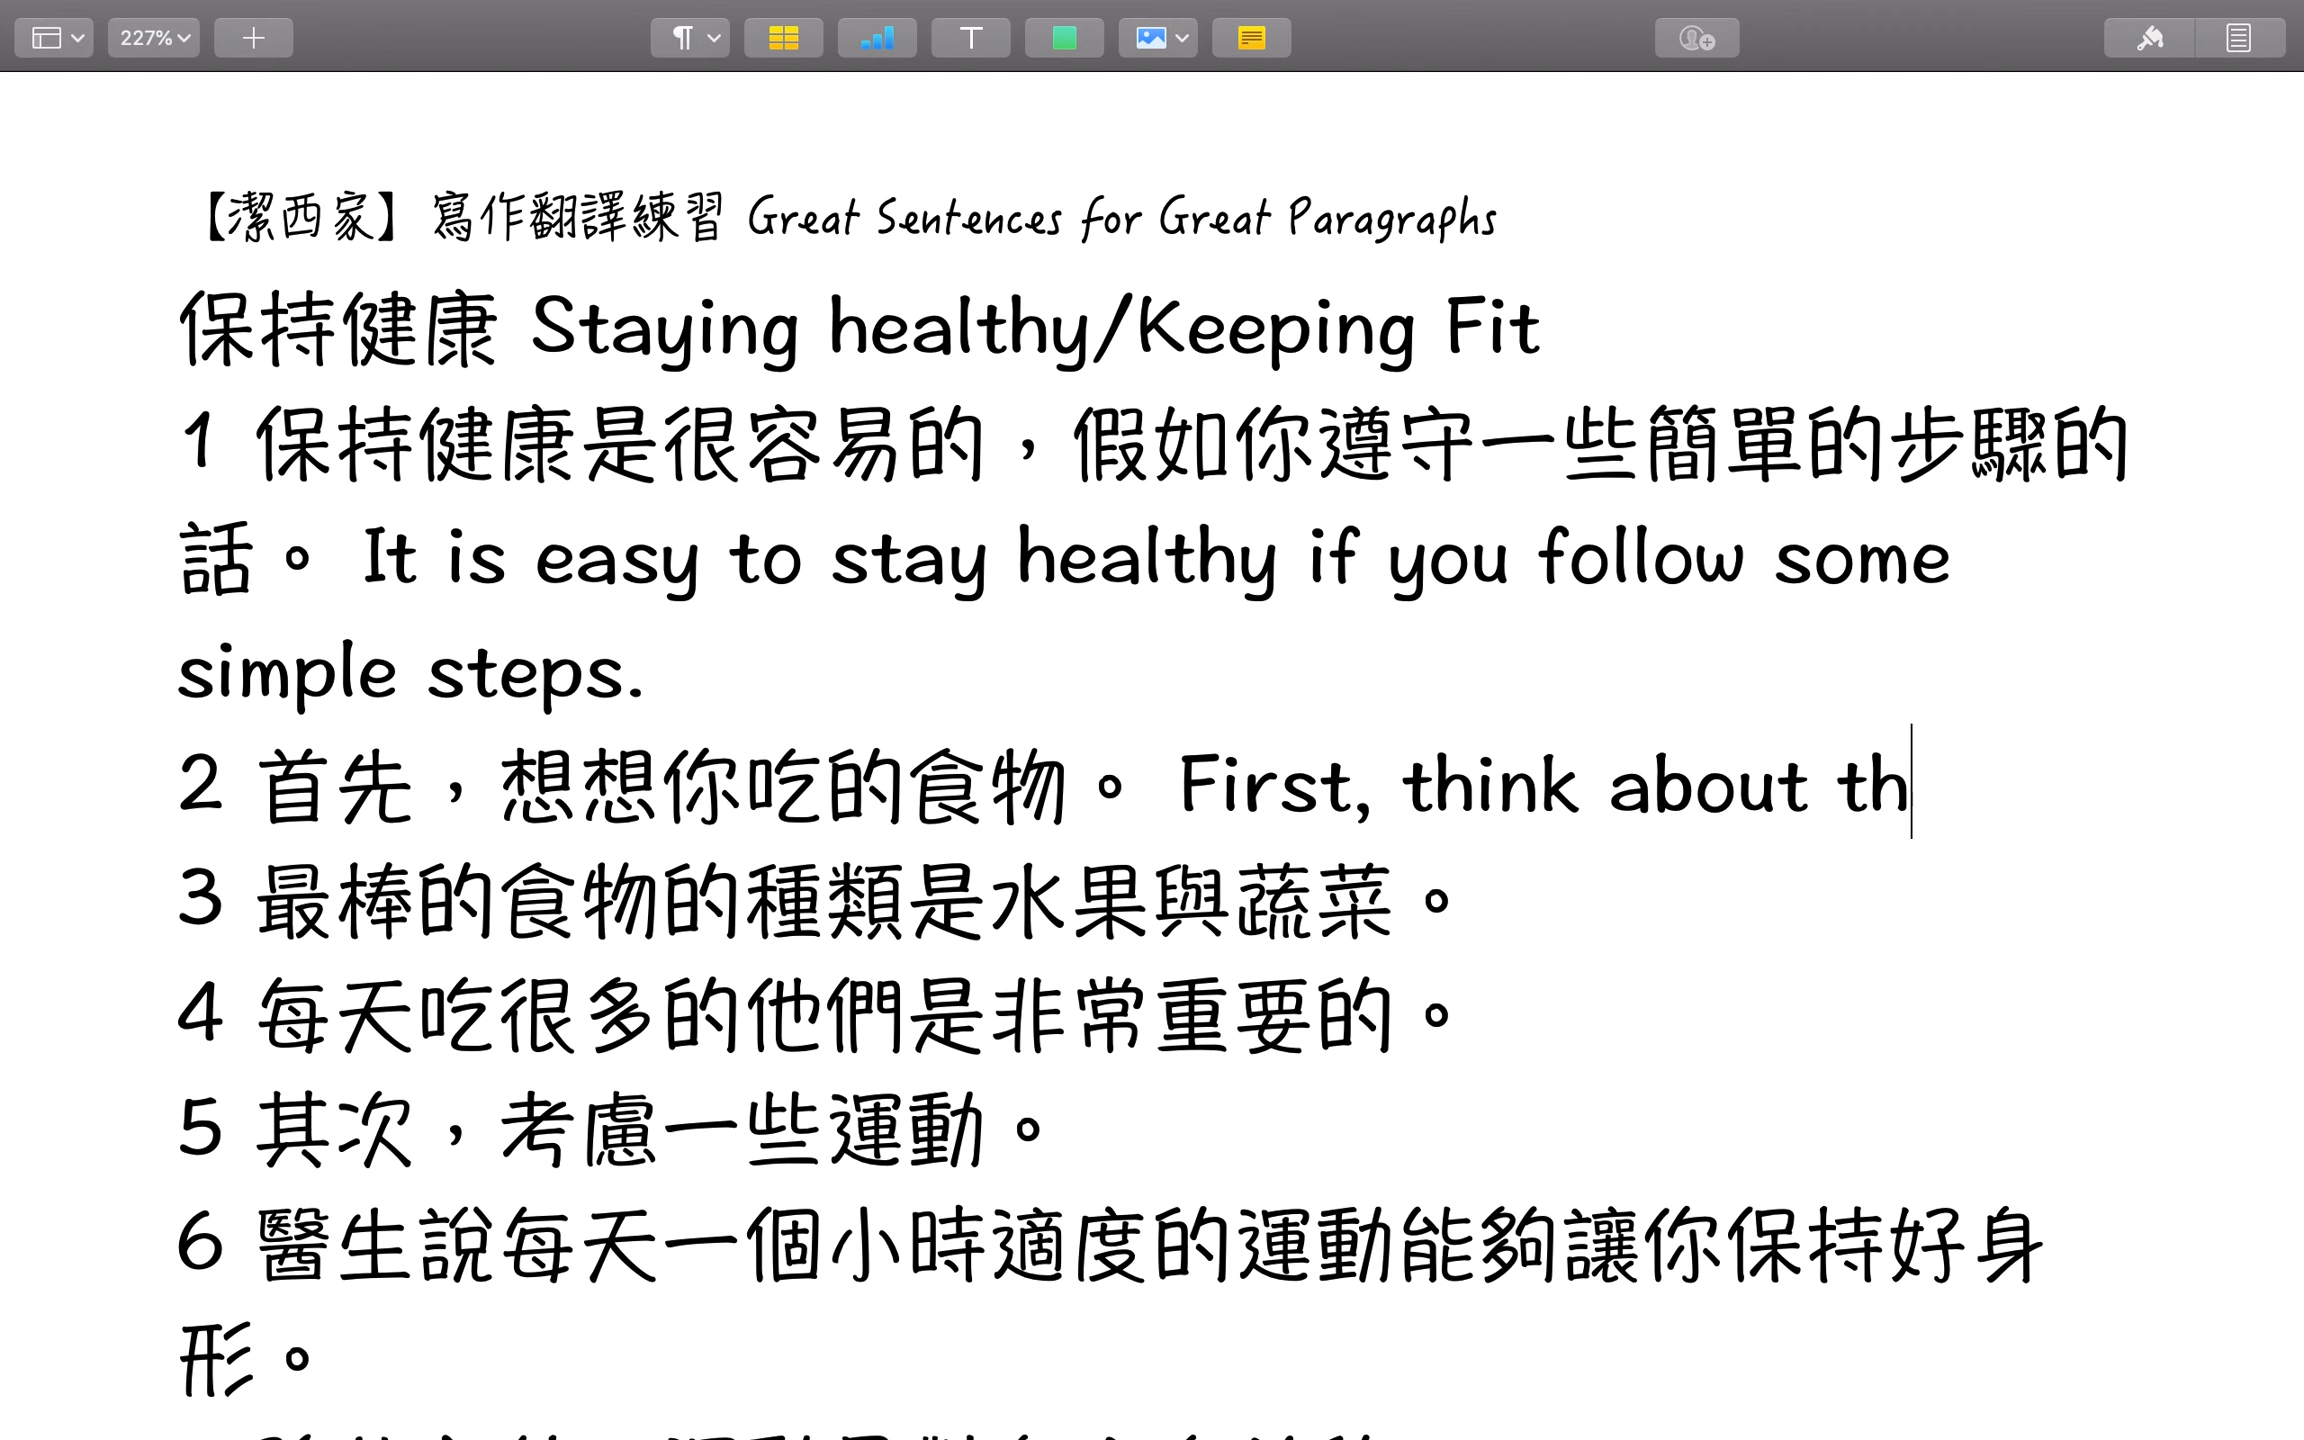 227%
【潔西家】 寫作翻譯練習 Great Sentences for Great Paragraphs
保持健康 Staying healthy/Keeping Fit
1 保持健康是很容易的，假如你遵守一些簡單的步驟的
話。 It is easy to stay healthy if you follow some
simple steps.
2 首先，想想你吃的食物。 First, think about th
3 最棒的食物的種類是水果與蔬菜。
4 每天吃很多的他們是非常重要的。
5 其次，考慮一些運動。
6 醫生說每天一個小時適度的運動能夠讓你保持好身
形。